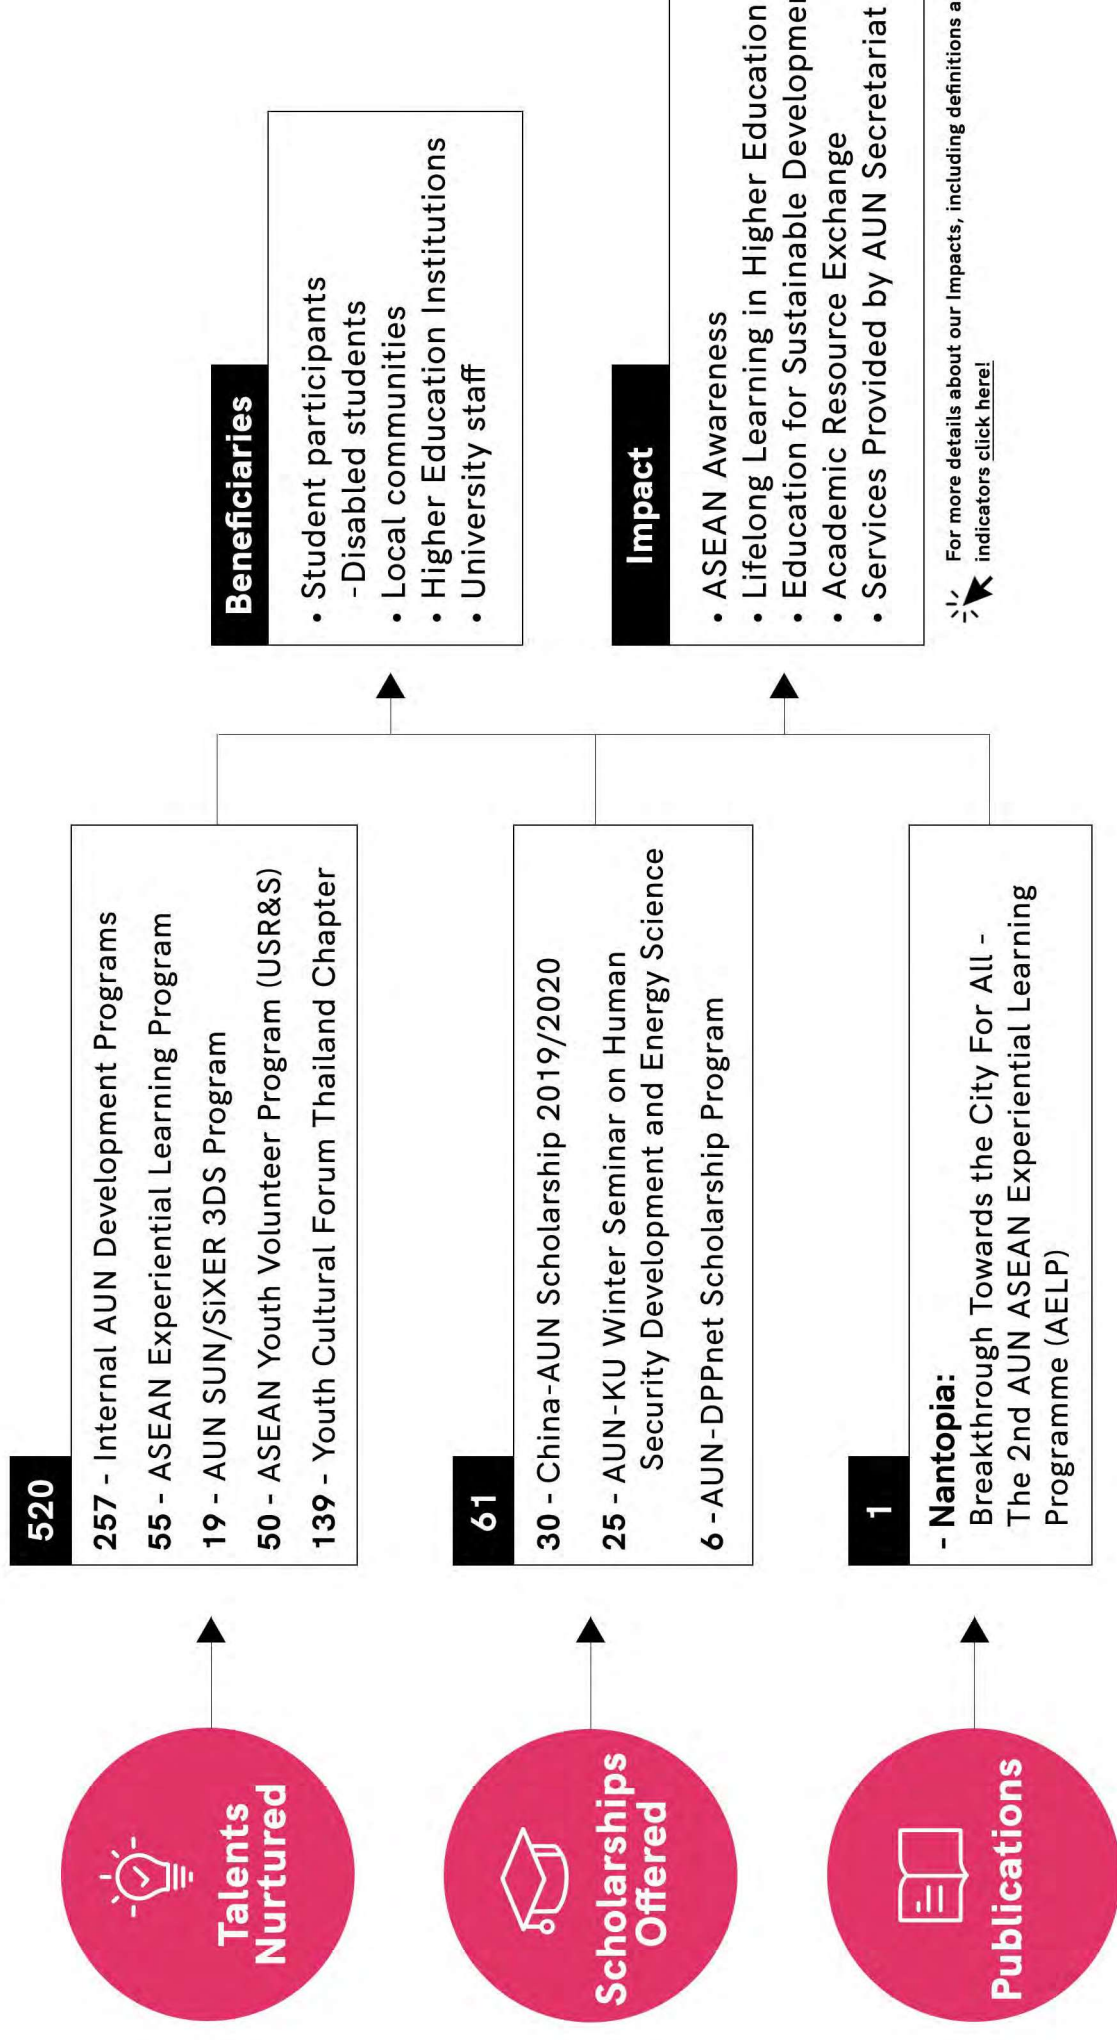 Talents
Nurtured
520
257 - Internal AUN Development Programs
55 - ASEAN Experiential Learning Program
19 - AUN SUN/SiXER 3DS Program
50 - ASEAN Youth Volunteer Program (USR&S)
139 - Youth Cultural Forum Thailand Chapter
Scholarships
Offered
61
30 - China-AUN Scholarship 2019/2020
25 - AUN-KU Winter Seminar on Human
Security Development and Energy Science
6 - AUN-DPPnet Scholarship Program
Publications
1
- Nantopia:
Breakthrough Towards the City For All -
The 2nd AUN ASEAN Experiential Learning
Programme (AELP)
Beneficiaries
• Student participants
-Disabled students
• Local communities
• Higher Education Institutions
• University staff
Impact
• ASEAN Awareness
• Lifelong Learning in Higher Education
• Education for Sustainable Developme
• Academic Resource Exchange
• Services Provided by AUN Secretariat
For more details about our Impacts, including definitions a
indicators click here!